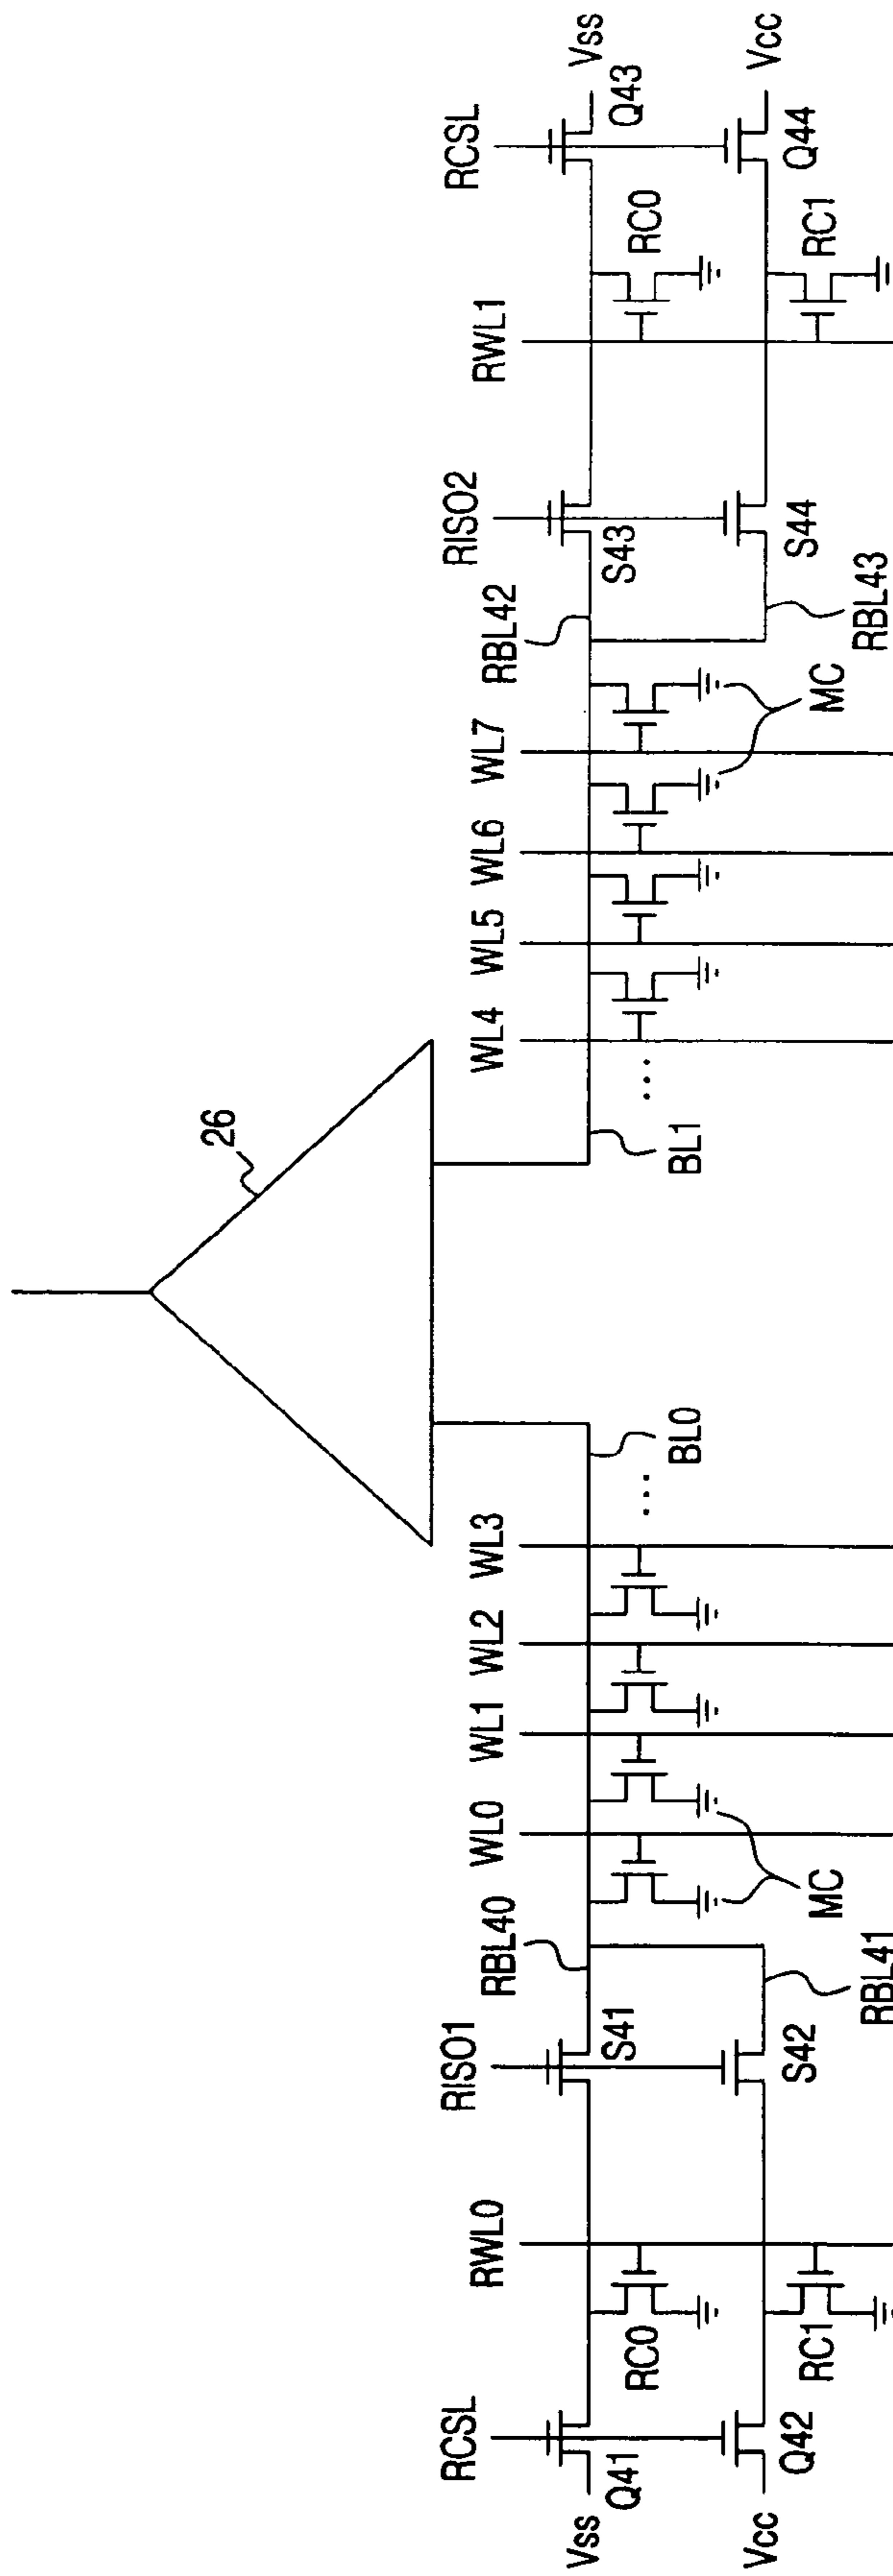 26
RCSL
RWL0
RISO1
RBL40
WL0
WL1
WL2
WL3
BL0
BL1
WL4
WL5
WL6
WL7
RBL42
RISO2
RWL1
RCSL
Vss
Q41
RC0
S41
MC
...
...
MC
S43
RC0
Q43
Vss
Vcc
Q42
RC1
S42
RBL41
RBL43
S44
RC1
Q44
Vcc